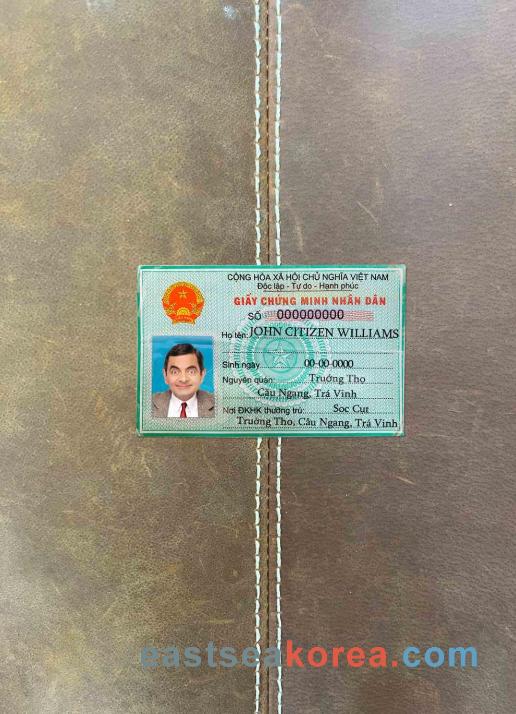 CỘNG HÒA XÃ HỘI CHỦ NGHĨA VIỆT NAM
Độc lập - Tự do - Hạnh phúc
GIẤY CHỨNG MINH NHÂN DÂN
SỐ 000000000
Họ tên: JOHN CITIZEN WILLIAMS
Sinh ngày 00-00-0000
Nguyên quán: Truờng Thọ
Cầu Ngang, Trà Vinh
Nơi ĐKHK thường trú: Sóc Cụt
Truờng Thọ, Cầu Ngang, Trà Vinh
eastseakorea.com